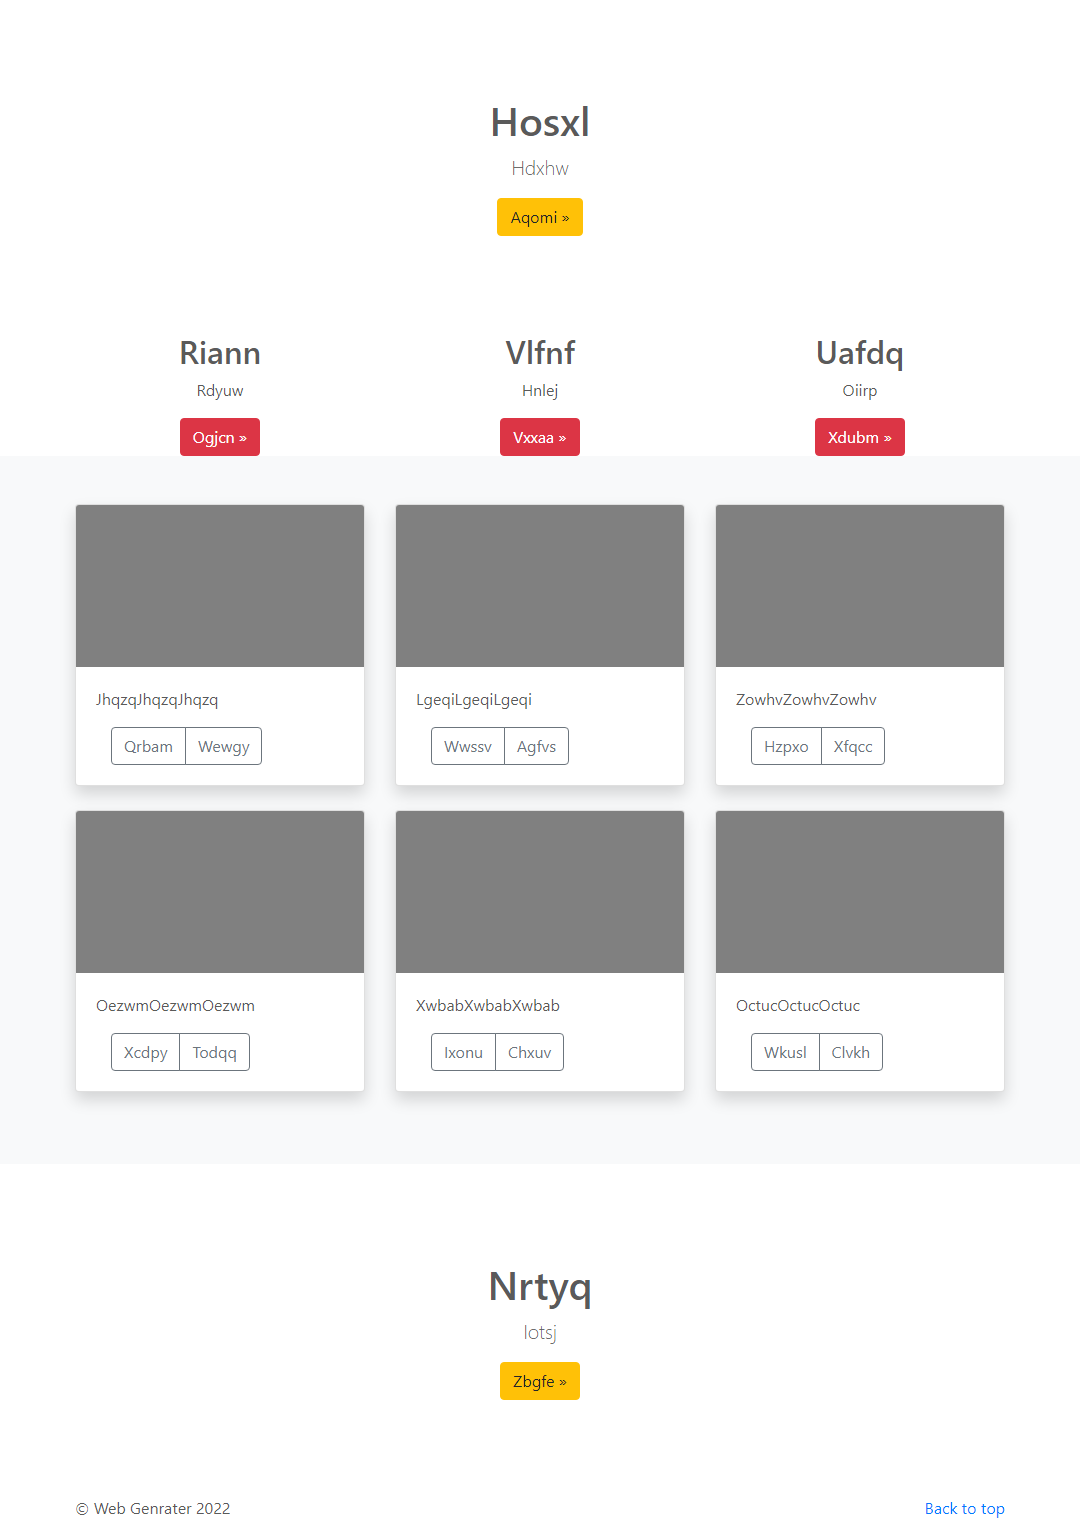 Hosxl
Hdxhw
Aqomi »
Riann Vlfnf Uafdq
Rdyuw Hnlej Oiirp
Ogjcn » Vxxaa » Xdubm »
JhqzqJhqzqJhqzq LgeqiLgeqiLgeqi ZowhvZowhvZowhv
Qrbam Wewgy Wwssv Agfvs Hzpxo Xfqcc
OezwmOezwmOezwm XwbabXwbabXwbab OctucOctucOctuc
Xcdpy Todqq Ixonu Chxuv Wkusl Clvkh
Nrtyq
Iotsj
Zbgfe »
© Web Genrater 2022 Back to top